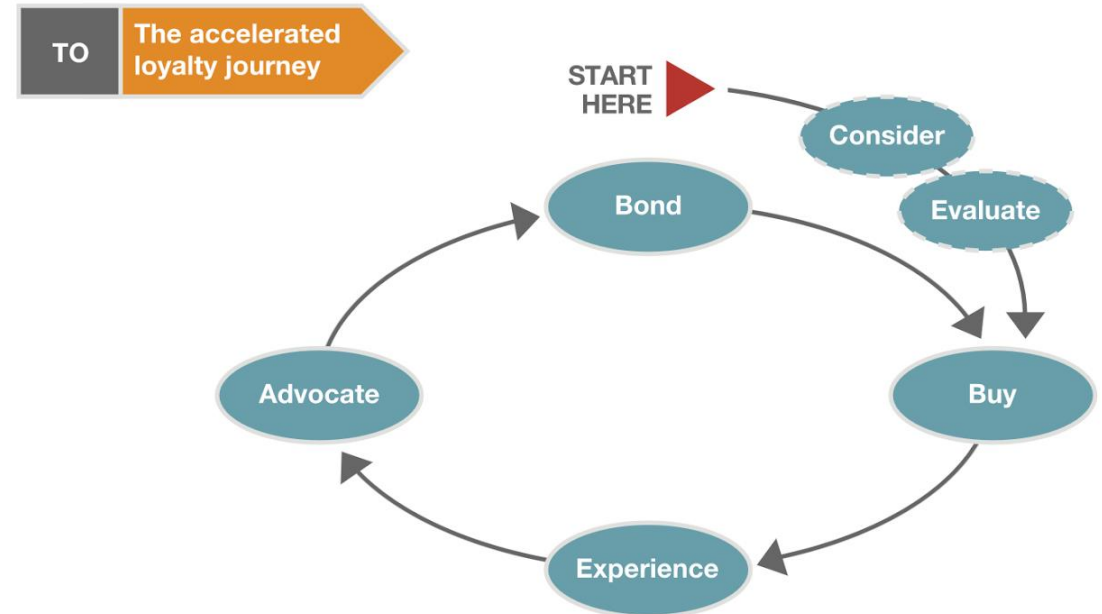 TO
The accelerated
loyalty journey
START
HERE
Consider
Evaluate
Bond
Buy
Experience
Advocate